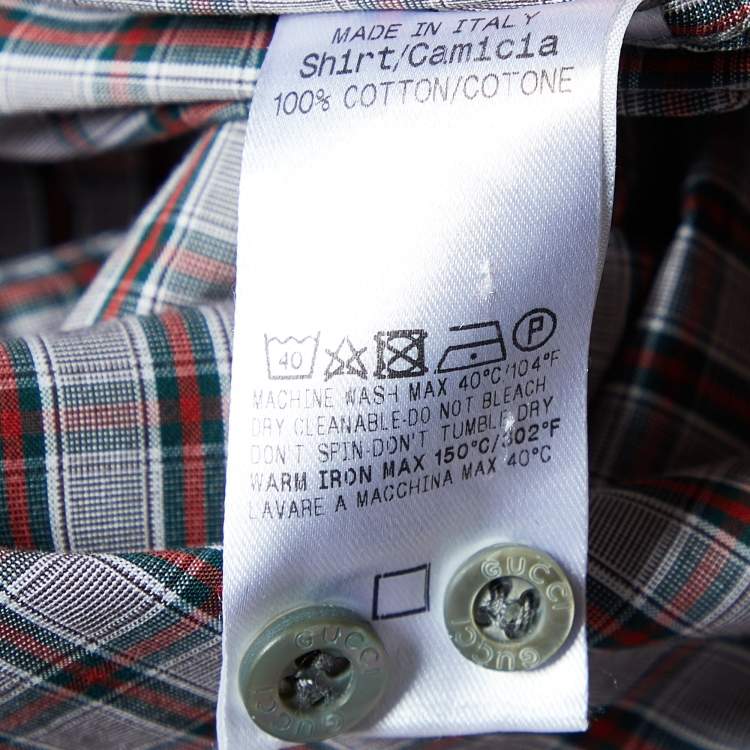 MADE IN ITALY
Shirt/Camicia
100% COTTON/COTONE
40
P
MACHINE WASH MAX 40°C/104°F
DRY CLEANABLE-DO NOT BLEACH
DON'T SPIN-DON'T TUMBLE DRY
WARM IRON MAX 150°C/302°F
LAVARE A MACCHINA MAX 40°C
GUCCI
GUCCI
GUCCI
GUCCI